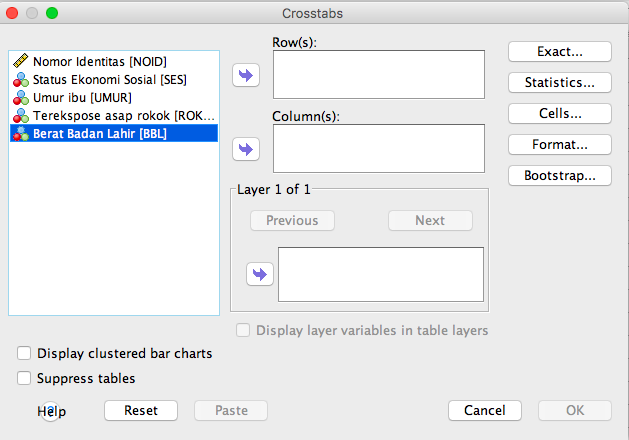 Crosstabs
Nomor Identitas [NOID]
Status Ekonomi Sosial [SES]
Umur ibu [UMUR]
Terekspose asap rokok [ROK...
Berat Badan Lahir [BBL]
Row(s):
Column(s):
Layer 1 of 1
Previous
Next
Display layer variables in table layers
Exact...
Statistics...
Cells...
Format...
Bootstrap...
Display clustered bar charts
Suppress tables
Help
Reset
Paste
Cancel
OK